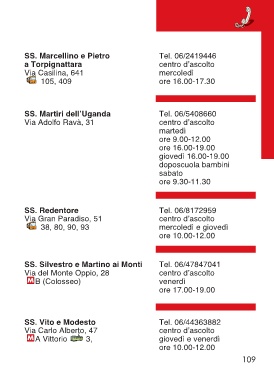 SS. Marcellino e Pietro
a Torpignattara
Via Casilina, 641
105, 409
Tel. 06/2419446
centro d'ascolto
mercoledì
ore 16.00-17.30
SS. Martiri dell'Uganda
Via Adolfo Ravà, 31
Tel. 06/5408660
centro d'ascolto
martedì
ore 9.00-12.00
ore 16.00-19.00
giovedì 16.00-19.00
doposcuola bambini
sabato
ore 9.30-11.30
SS. Redentore
Via Gran Paradiso, 51
38, 80, 90, 93
Tel. 06/8172959
centro d'ascolto
mercoledì e giovedì
ore 10.00-12.00
SS. Silvestro e Martino ai Monti
Via del Monte Oppio, 28
M B (Colosseo)
Tel. 06/47847041
centro d'ascolto
venerdì
ore 17.00-19.00
SS. Vito e Modesto
Via Carlo Alberto, 47
M A Vittorio 3,
Tel. 06/44363882
centro d'ascolto
giovedì e venerdì
ore 10.00-12.00
109